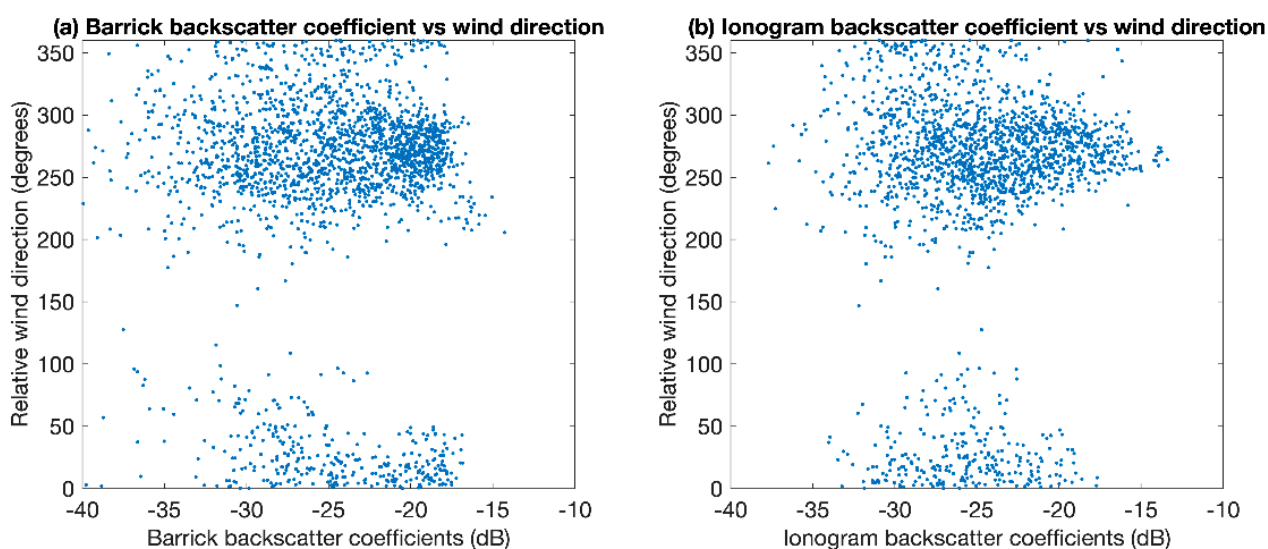 (a) Barrick backscatter coefficient vs wind direction
350
300
250
200
150
100
50
0
Relative wind direction (degrees)
-40 -35 -30 -25 -20 -15 -10
Barrick backscatter coefficients (dB)
(b) Ionogram backscatter coefficient vs wind direction
350
300
250
200
150
100
50
0
Relative wind direction (degrees)
-40 -35 -30 -25 -20 -15 -10
Ionogram backscatter coefficients (dB)